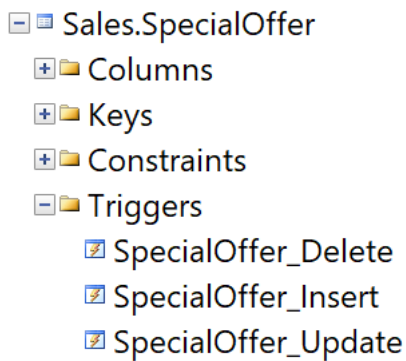 Sales.SpecialOffer
Columns
Keys
Constraints
Triggers
SpecialOffer_Delete
SpecialOffer_Insert
SpecialOffer_Update